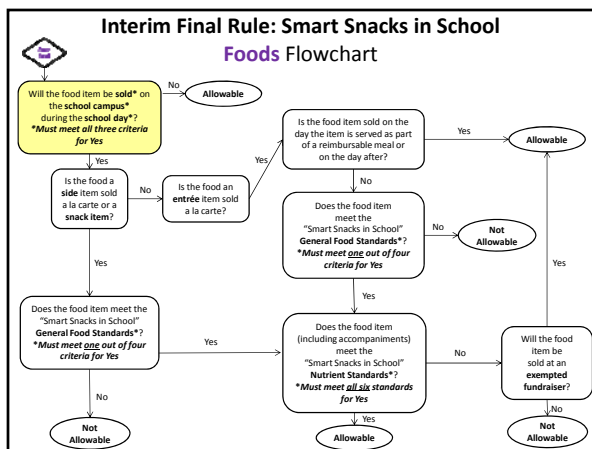 Interim Final Rule: Smart Snacks in School
Foods Flowchart
Will the food item be sold* on
the school campus*
during the school day*?
*Must meet all three criteria
for Yes
No
Allowable
Yes
Is the food a
side item sold
a la carte or a
snack item?
No
Is the food an
entrée item sold
a la carte?
Yes
Is the food item sold on the
day the item is served as part
of a reimbursable meal or
on the day after?
Yes
Allowable
No
Does the food item
meet the
“Smart Snacks in School”
General Food Standards*?
*Must meet one out of four
criteria for Yes
No
Not
Allowable
Yes
Yes
Does the food item meet the
“Smart Snacks in School”
General Food Standards*?
*Must meet one out of four
criteria for Yes
Yes
No
Not
Allowable
Does the food item
(including accompaniments)
meet the
“Smart Snacks in School”
Nutrient Standards*?
*Must meet all six standards
for Yes
Yes
Allowable
No
Will the food
item be
sold at an
exempted
fundraiser?
Yes
No
Not
Allowable